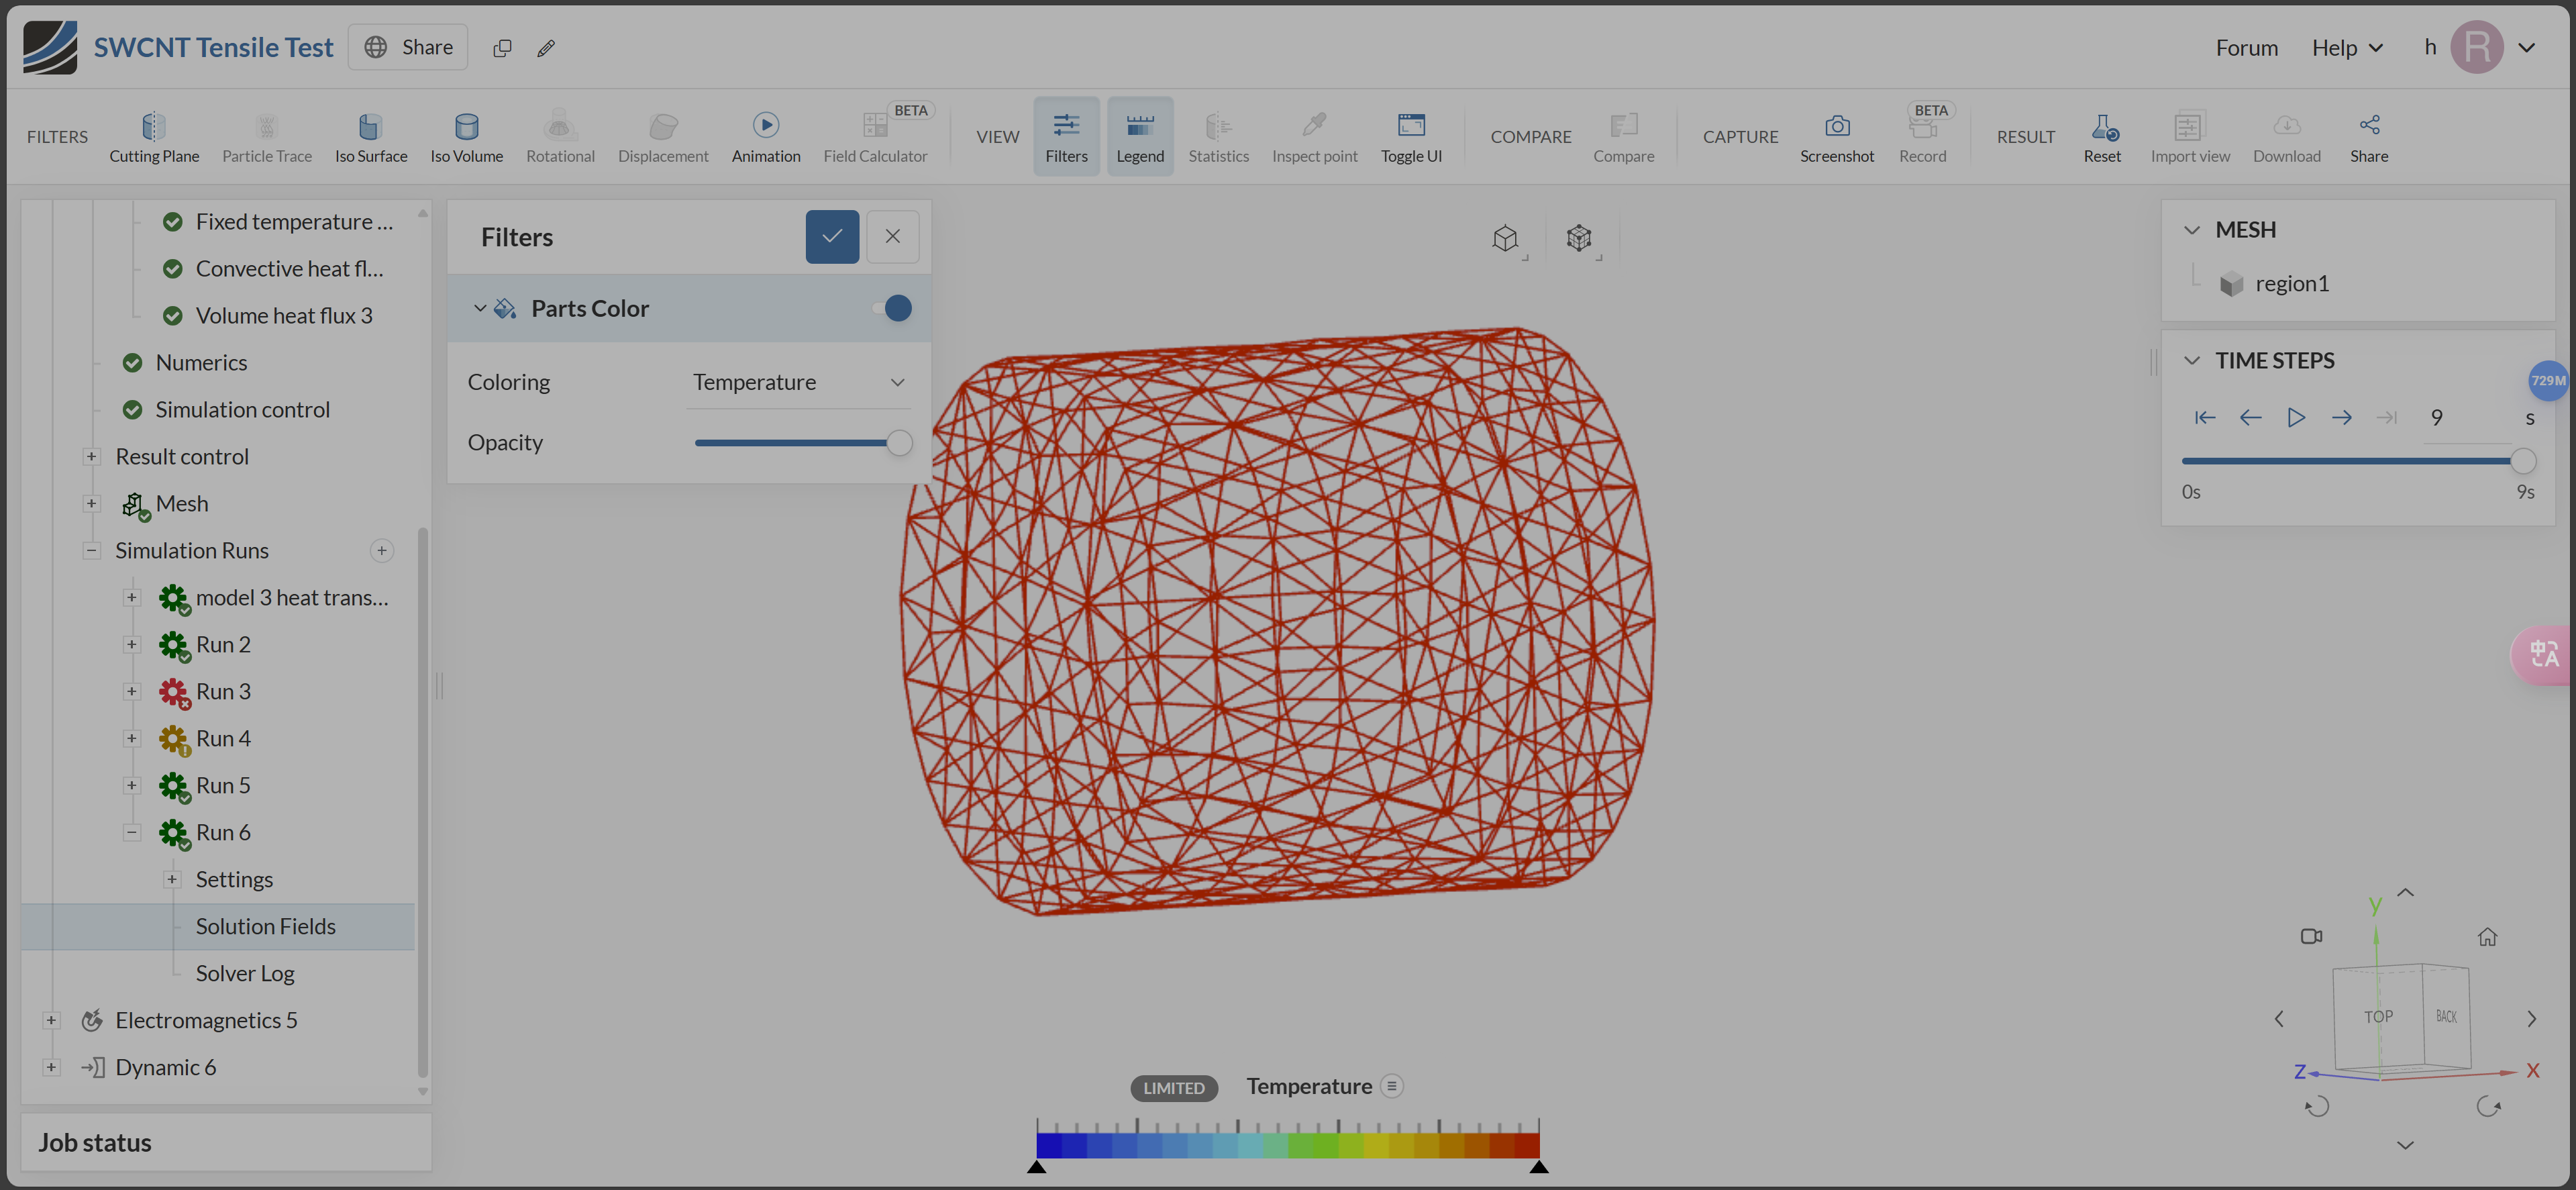 SWCNT Tensile Test
Share
Forum
Help
h
R
FILTERS
Cutting Plane
Particle Trace
Iso Surface
Iso Volume
Rotational
Displacement
Animation
BETA
Field Calculator
VIEW
Filters
Legend
Statistics
Inspect point
Toggle UI
COMPARE
Compare
CAPTURE
Screenshot
BETA
Record
RESULT
Reset
Import view
Download
Share
Fixed temperature ...
Convective heat fl...
Volume heat flux 3
Numerics
Simulation control
Result control
Mesh
Simulation Runs
model 3 heat trans...
Run 2
Run 3
Run 4
Run 5
Run 6
Settings
Solution Fields
Solver Log
Electromagnetics 5
Dynamic 6
Job status
Filters
Parts Color
Coloring
Temperature
Opacity
MESH
region1
TIME STEPS
729M
9 s
0s
9s
中
A
y
TOP
BACK
Z
X
LIMITED
Temperature